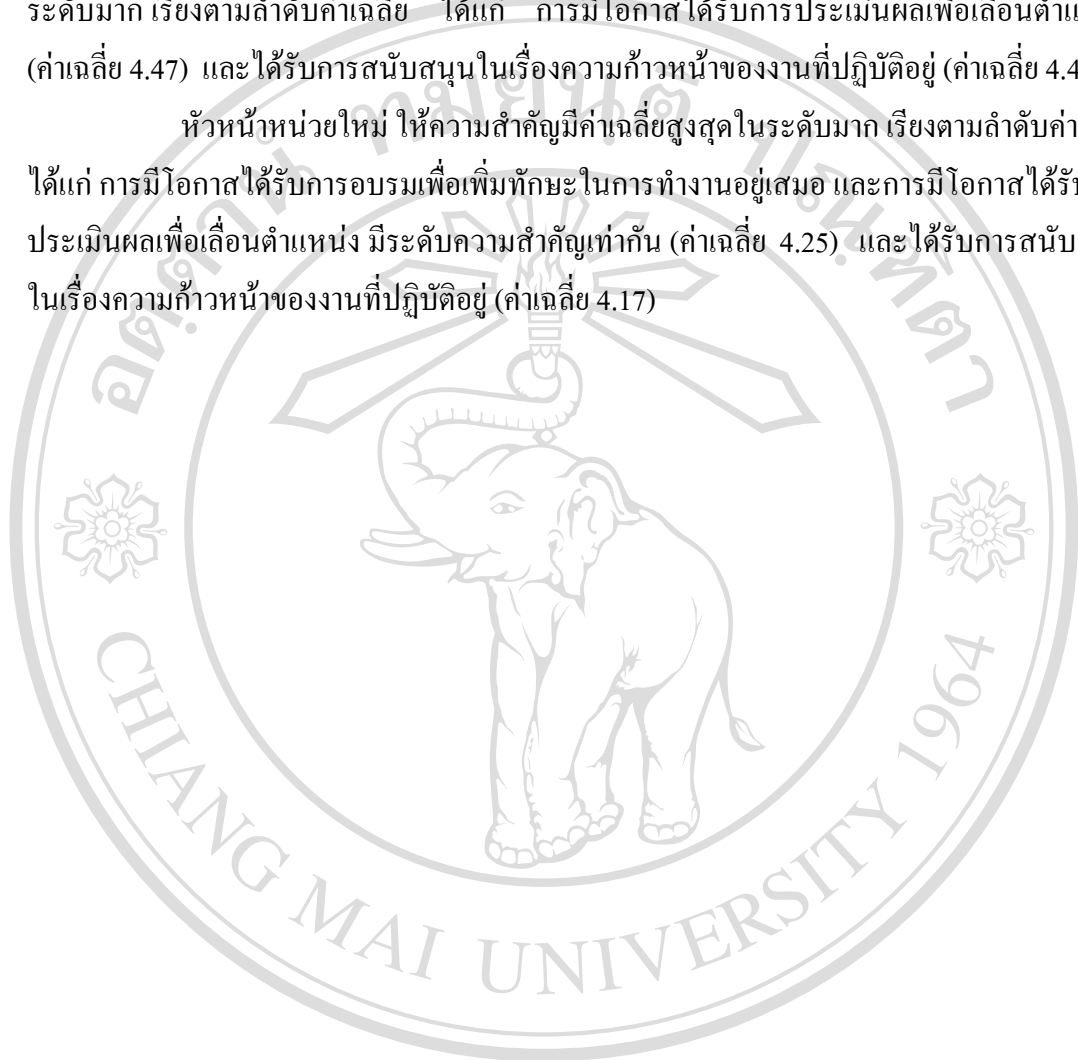 ระดับมาก เรียงตามลำดับค่าเฉลี่ย ได้แก่ การมีโอกาสได้รับการประเมินผลเพื่อเลื่อนตำแ
(ค่าเฉลี่ย 4.47) และได้รับการสนับสนุนในเรื่องความก้าวหน้าของงานที่ปฏิบัติอยู่ (ค่าเฉลี่ย 4.4
หัวหน้าหน่วยใหม่ ให้ความสำคัญมีค่าเฉลี่ยสูงสุดในระดับมาก เรียงตามลำดับค่า
ได้แก่ การมีโอกาสได้รับการอบรมเพื่อเพิ่มทักษะในการทำงานอยู่เสมอ และการมีโอกาสได้รับ
ประเมินผลเพื่อเลื่อนตำแหน่ง มีระดับความสำคัญเท่ากัน (ค่าเฉลี่ย 4.25) และได้รับการสนับ
ในเรื่องความก้าวหน้าของงานที่ปฏิบัติอยู่ (ค่าเฉลี่ย 4.17)
อตฺตานํ ทมยนฺติ ปณฺฑิตา
CHIANG MAI UNIVERSITY 1964